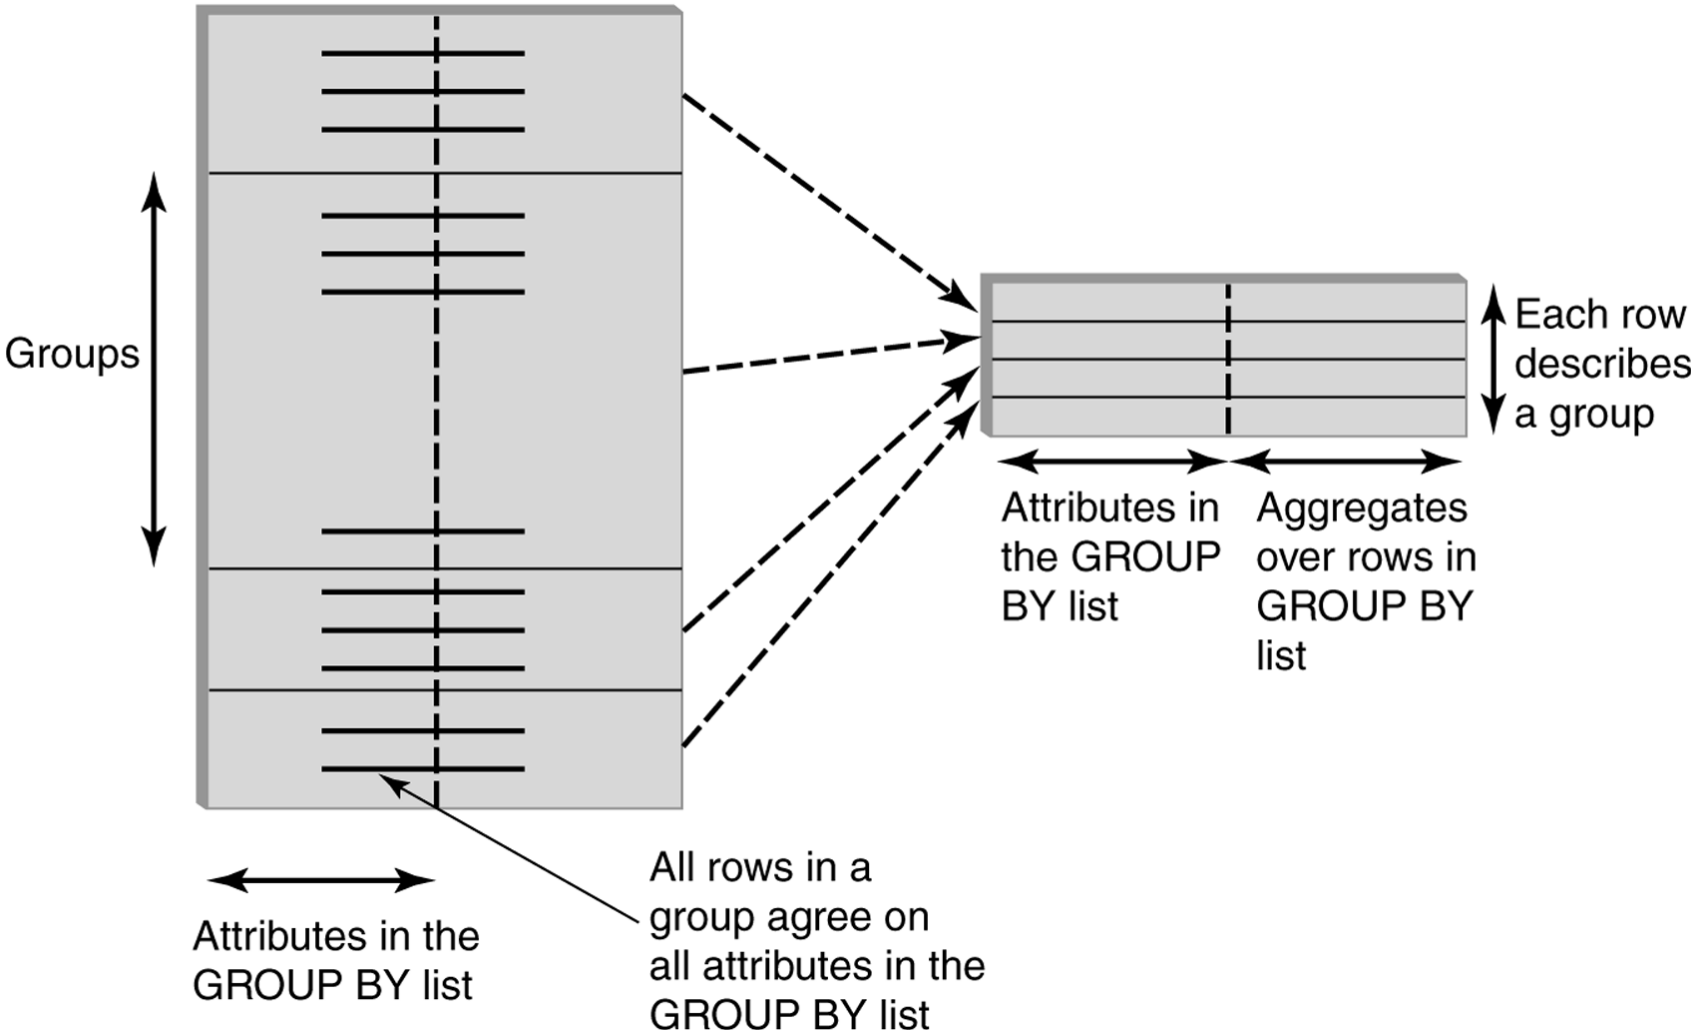 Groups
Each row
describes
a group
Attributes in
the GROUP
BY list
Aggregates
over rows in
GROUP BY
list
Attributes in the
GROUP BY list
All rows in a
group agree on
all attributes in the
GROUP BY list